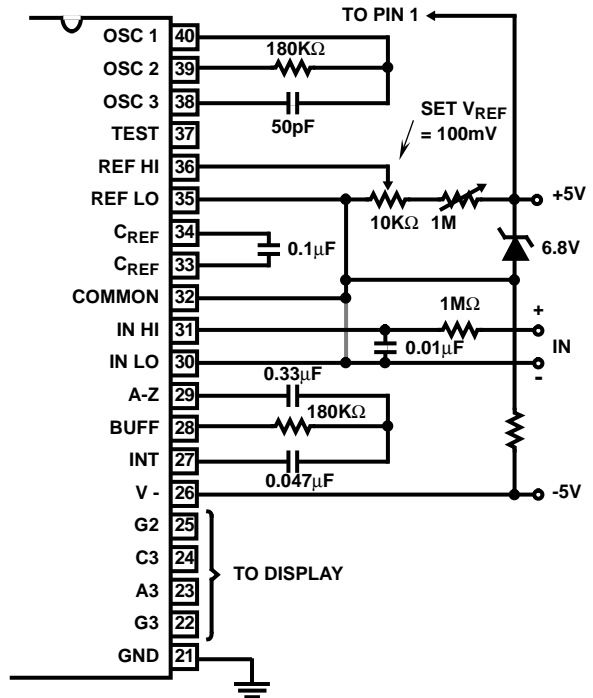 TO PIN 1
OSC 1 40
180KΩ
OSC 2 39
OSC 3 38
50pF
SET VREF
= 100mV
TEST 37
REF HI 36
REF LO 35
10KΩ 1M
+5V
CREF 34
0.1μF
6.8V
CREF 33
COMMON 32
1MΩ
+
IN HI 31
0.01μF
IN
IN LO 30
-
0.33μF
A-Z 29
180KΩ
BUFF 28
INT 27
0.047μF
V - 26
-5V
G2 25
C3 24
TO DISPLAY
A3 23
G3 22
GND 21